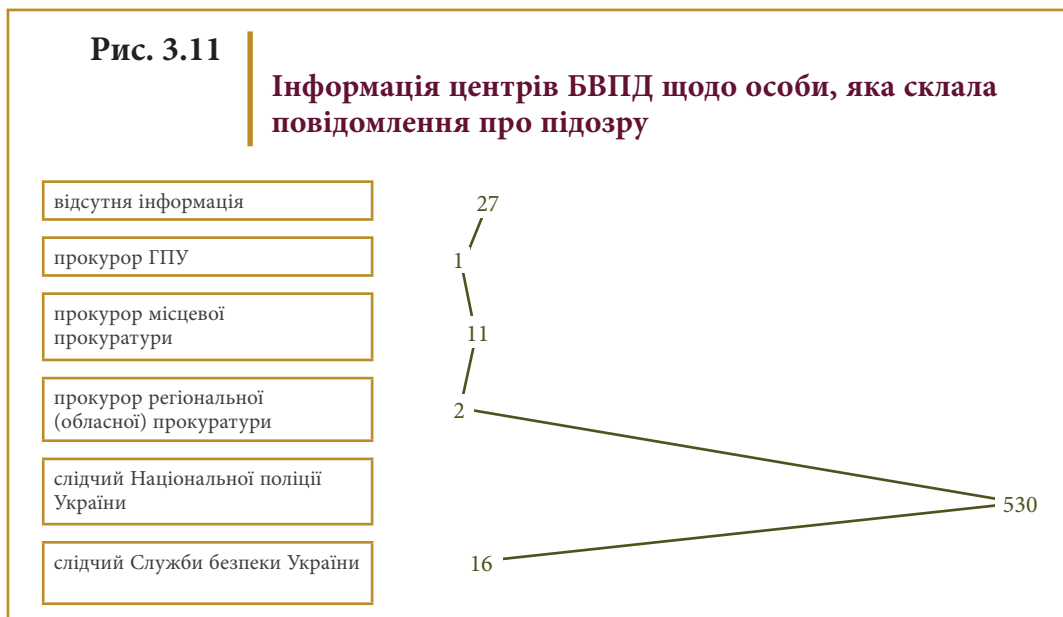 Рис. 3.11
Інформація центрів БВПД щодо особи, яка склала
повідомлення про підозру
відсутня інформація
27
прокурор ГПУ
1
прокурор місцевої
прокуратури
11
прокурор регіональної
(обласної) прокуратури
2
слідчий Національної поліції
України
530
слідчий Служби безпеки України
16